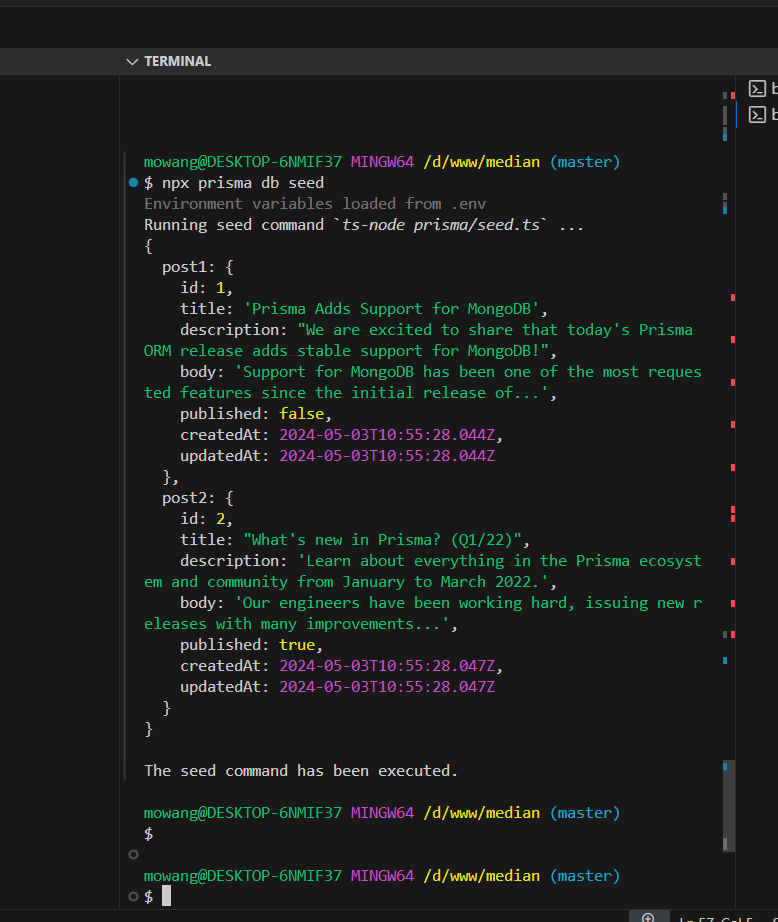 TERMINAL
mowang@DESKTOP-6NMIF37 MINGW64 /d/www/median (master)
$ npx prisma db seed
Environment variables loaded from .env
Running seed command `ts-node prisma/seed.ts` ...
{
  post1: {
    id: 1,
    title: 'Prisma Adds Support for MongoDB',
    description: "We are excited to share that today's Prisma
ORM release adds stable support for MongoDB!",
    body: 'Support for MongoDB has been one of the most reques
ted features since the initial release of...',
    published: false,
    createdAt: 2024-05-03T10:55:28.044Z,
    updatedAt: 2024-05-03T10:55:28.044Z
  },
  post2: {
    id: 2,
    title: "What's new in Prisma? (Q1/22)",
    description: 'Learn about everything in the Prisma ecosyst
em and community from January to March 2022.',
    body: 'Our engineers have been working hard, issuing new r
eleases with many improvements...',
    published: true,
    createdAt: 2024-05-03T10:55:28.047Z,
    updatedAt: 2024-05-03T10:55:28.047Z
  }
}
The seed command has been executed.
mowang@DESKTOP-6NMIF37 MINGW64 /d/www/median (master)
$
mowang@DESKTOP-6NMIF37 MINGW64 /d/www/median (master)
$